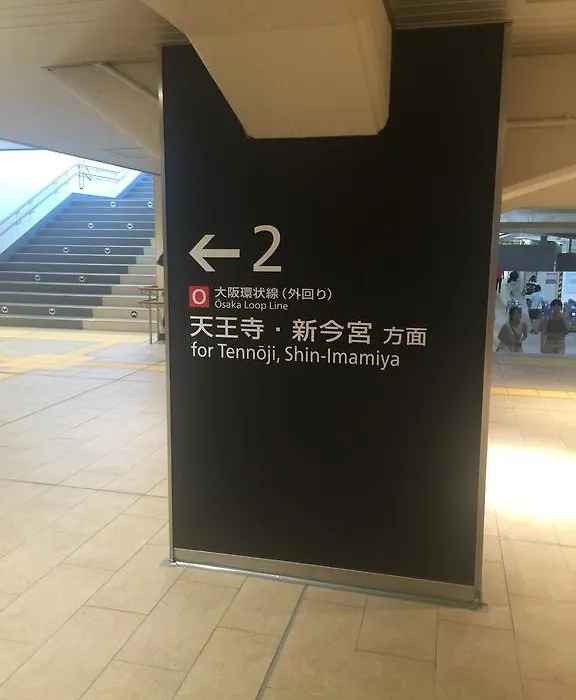 ← 2
O 大阪環状線（外回り）
Ōsaka Loop Line
天王寺・新今宮 方面
for Tennōji, Shin-Imamiya